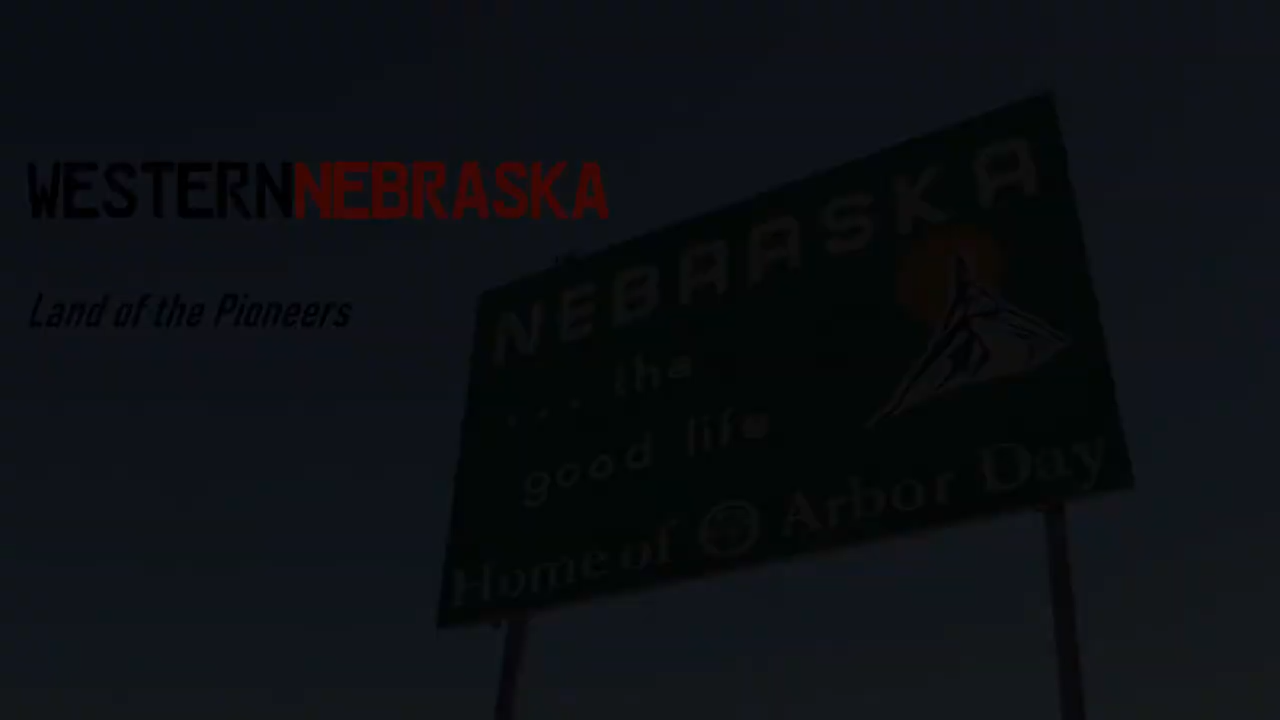 WESTERNNEBRASKA
Land of the Pioneers
NEBRASKA
... the
good life
Home of Arbor Day